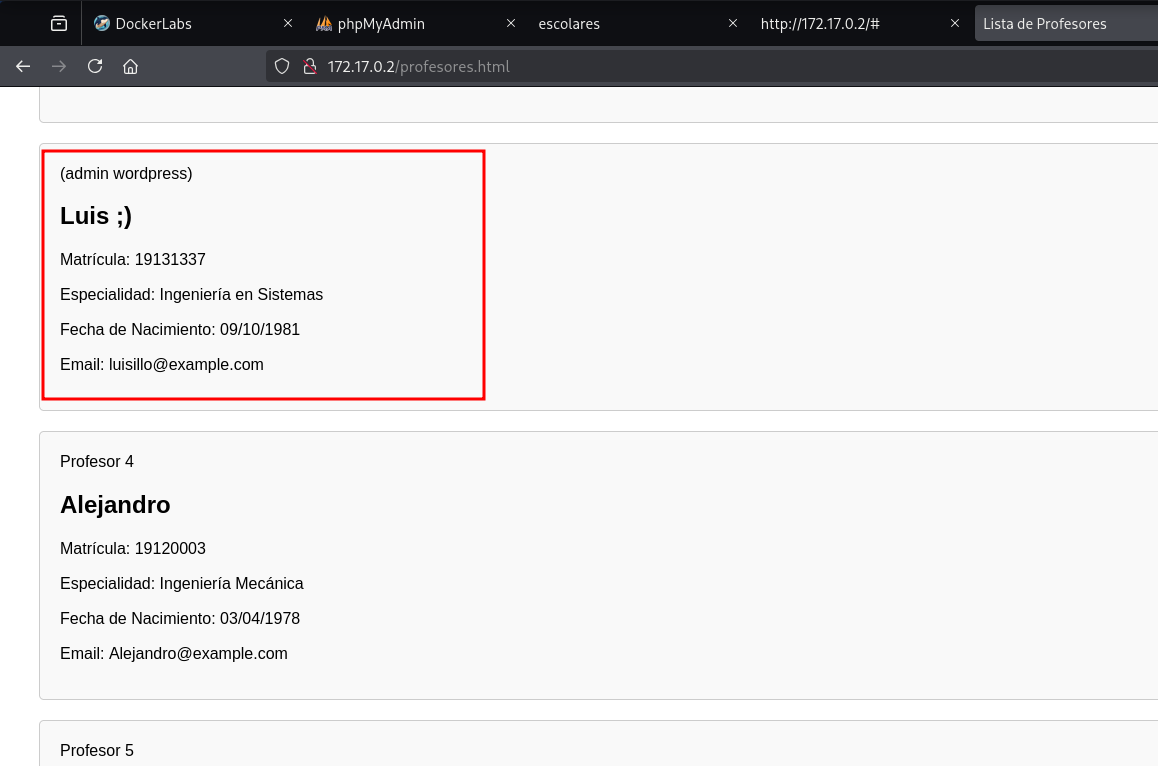 DockerLabs
phpMyAdmin
escolares
http://172.17.0.2/#
Lista de Profesores
172.17.0.2/profesores.html
(admin wordpress)
Luis ;)
Matrícula: 19131337
Especialidad: Ingeniería en Sistemas
Fecha de Nacimiento: 09/10/1981
Email: luisillo@example.com
Profesor 4
Alejandro
Matrícula: 19120003
Especialidad: Ingeniería Mecánica
Fecha de Nacimiento: 03/04/1978
Email: Alejandro@example.com
Profesor 5